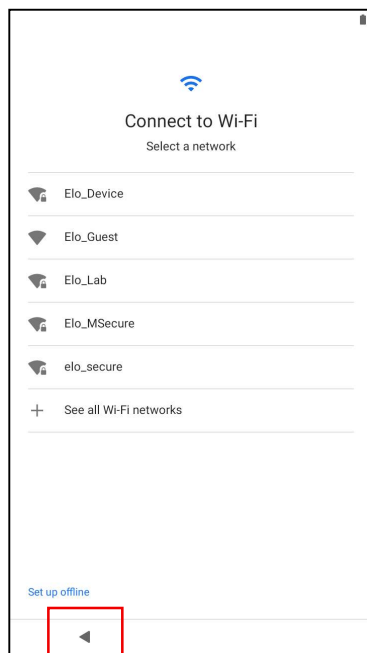 Connect to Wi-Fi
Select a network
Elo_Device
Elo_Guest
Elo_Lab
Elo_MSecure
elo_secure
See all Wi-Fi networks
Set up offline